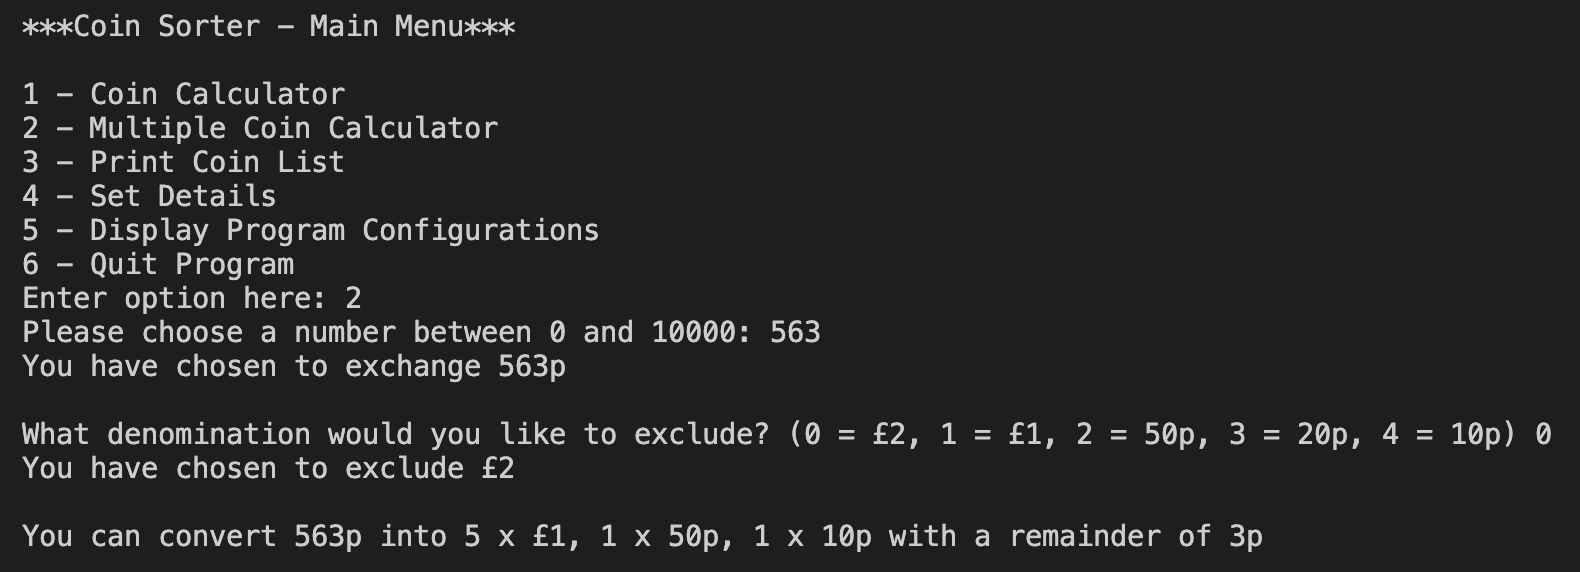 ***Coin Sorter – Main Menu***
1 – Coin Calculator
2 – Multiple Coin Calculator
3 – Print Coin List
4 – Set Details
5 – Display Program Configurations
6 – Quit Program
Enter option here: 2
Please choose a number between 0 and 10000: 563
You have chosen to exchange 563p
What denomination would you like to exclude? (0 = £2, 1 = £1, 2 = 50p, 3 = 20p, 4 = 10p) 0
You have chosen to exclude £2
You can convert 563p into 5 x £1, 1 x 50p, 1 x 10p with a remainder of 3p